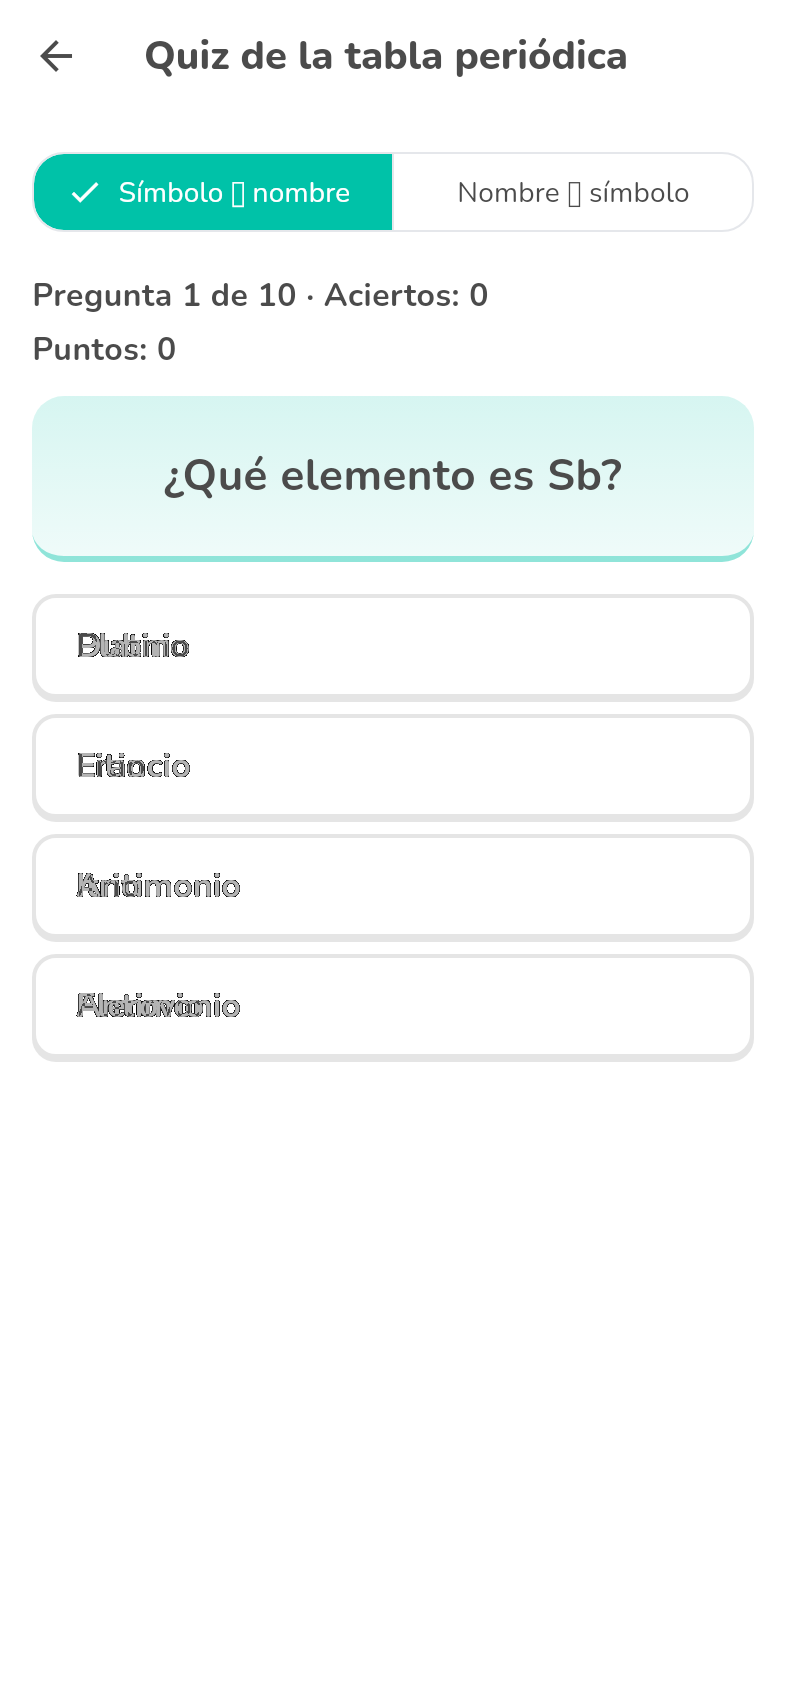 Quiz de la tabla periódica
Símbolo nombre
Nombre símbolo
Pregunta 1 de 10 · Aciertos: 0
Puntos: 0
¿Qué elemento es Sb?